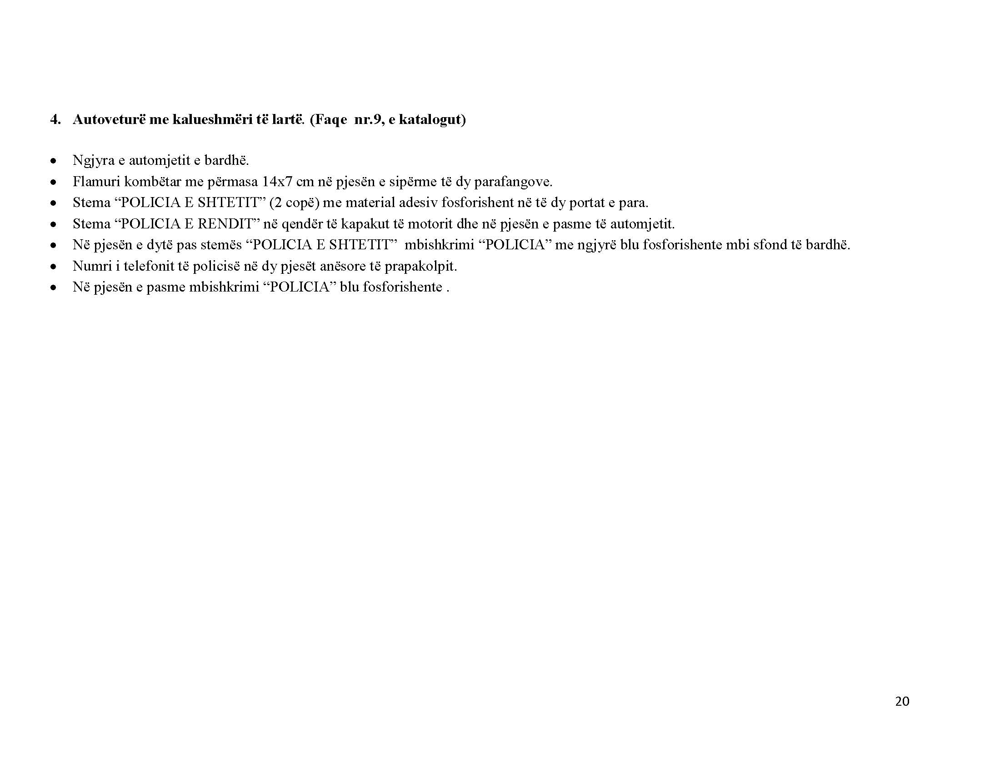 4. Autoveturë me kalueshmëri të lartë. (Faqe nr.9, e katalogut)
• Ngjyra e automjetit e bardhë.
• Flamuri kombëtar me përmasa 14x7 cm në pjesën e sipërme të dy parafangove.
• Stema “POLICIA E SHTETIT” (2 copë) me material adesiv fosforishent në të dy portat e para.
• Stema “POLICIA E RENDIT” në qendër të kapakut të motorit dhe në pjesën e pasme të automjetit.
• Në pjesën e dytë pas stemës “POLICIA E SHTETIT” mbishkrimi “POLICIA” me ngjyrë blu fosforishente mbi sfond të bardhë.
• Numri i telefonit të policisë në dy pjesët anësore të prapakolpit.
• Në pjesën e pasme mbishkrimi “POLICIA” blu fosforishente .
20